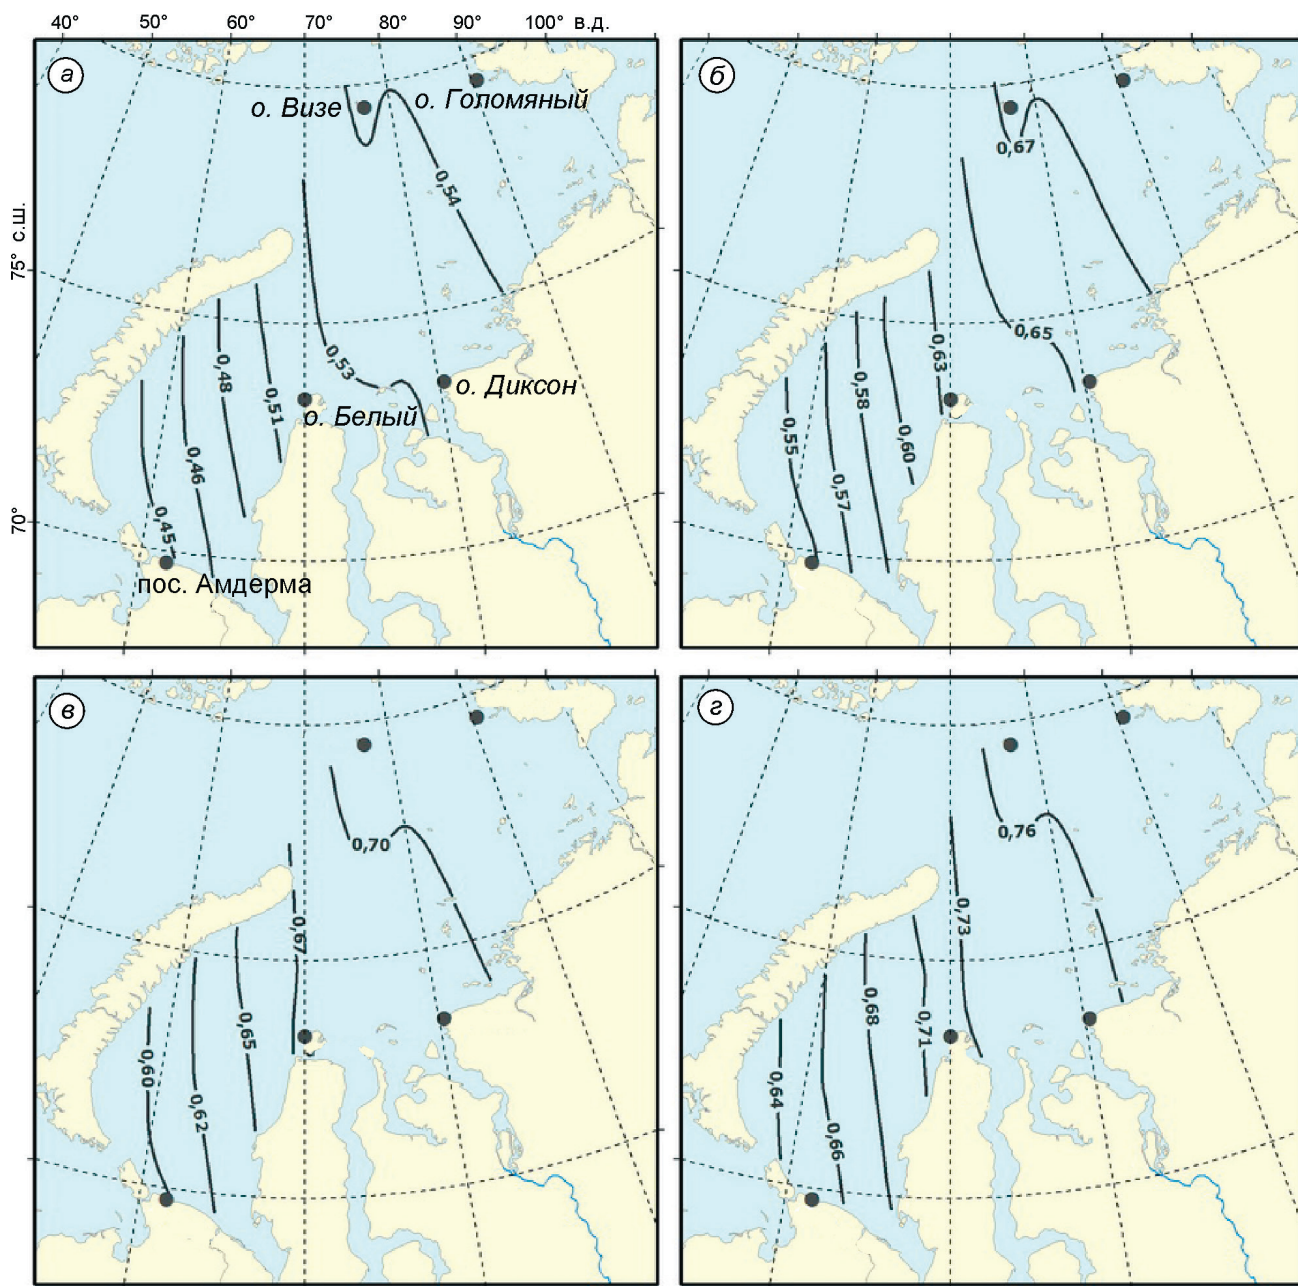 40° 50° 60° 70° 80° 90° 100° в.д.
а
о. Визе
о. Голомяный
0,54
75° с.ш.
0,53
0,48
0,51
о. Диксон
о. Белый
0,46
0,45
70°
пос. Амдерма
б
0,67
0,65
0,63
0,58
0,60
0,55
0,57
в
0,70
0,67
0,65
0,60
0,62
г
0,76
0,73
0,68
0,71
0,64
0,66